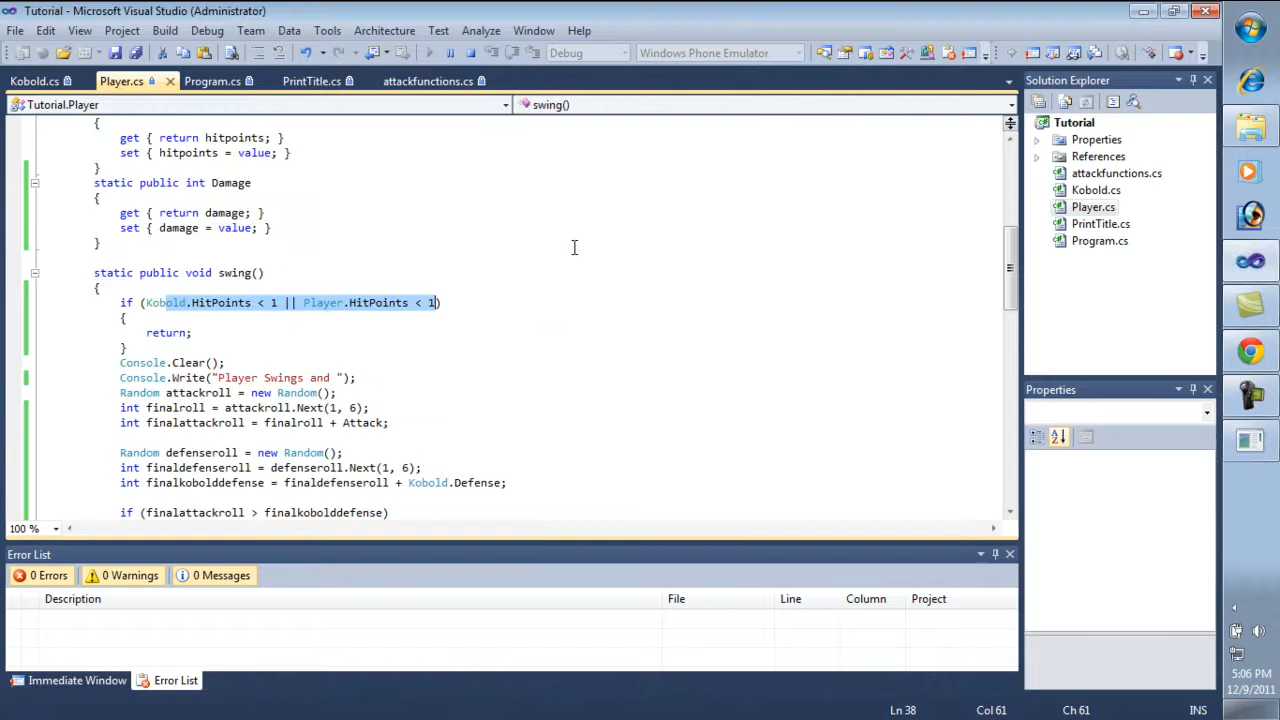 Tutorial - Microsoft Visual Studio (Administrator)
File Edit View Project Build Debug Team Data Tools Architecture Test Analyze Window Help
Debug Windows Phone Emulator
Kobold.cs Player.cs Program.cs PrintTitle.cs attackfunctions.cs
Tutorial.Player swing()
{
get { return hitpoints; }
set { hitpoints = value; }
}
static public int Damage
{
get { return damage; }
set { damage = value; }
}
static public void swing()
{
if (Kobold.HitPoints < 1 || Player.HitPoints < 1)
{
return;
}
Console.Clear();
Console.Write("Player Swings and ");
Random attackroll = new Random();
int finalroll = attackroll.Next(1, 6);
int finalattackroll = finalroll + Attack;
Random defenseroll = new Random();
int finaldefenseroll = defenseroll.Next(1, 6);
int finalkobolddefense = finaldefenseroll + Kobold.Defense;
if (finalattackroll > finalkobolddefense)
100 %
Solution Explorer
Tutorial
Properties
References
attackfunctions.cs
Kobold.cs
Player.cs
PrintTitle.cs
Program.cs
Properties
Error List
0 Errors 0 Warnings 0 Messages
Description File Line Column Project
Immediate Window Error List
Ln 38 Col 61 Ch 61 INS
5:06 PM
12/9/2011